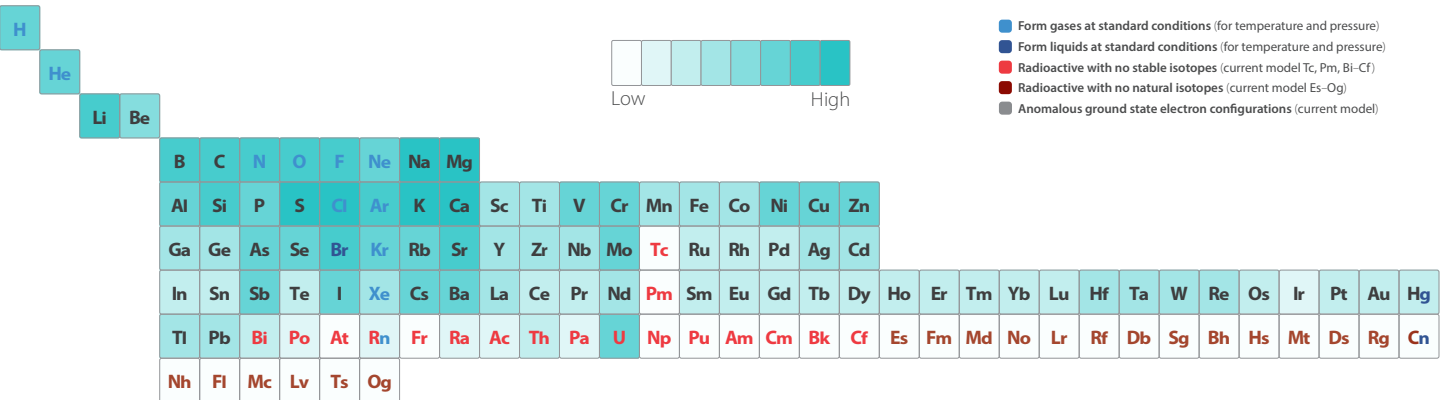 H
He
Li Be
B C N O F Ne Na Mg
Al Si P S Cl Ar K Ca Sc Ti V Cr Mn Fe Co Ni Cu Zn
Ga Ge As Se Br Kr Rb Sr Y Zr Nb Mo Tc Ru Rh Pd Ag Cd
In Sn Sb Te I Xe Cs Ba La Ce Pr Nd Pm Sm Eu Gd Tb Dy Ho Er Tm Yb Lu Hf Ta W Re Os Ir Pt Au Hg
Tl Pb Bi Po At Rn Fr Ra Ac Th Pa U Np Pu Am Cm Bk Cf Es Fm Md No Lr Rf Db Sg Bh Hs Mt Ds Rg Cn
Nh Fl Mc Lv Ts Og
Low High
Form gases at standard conditions (for temperature and pressure)
Form liquids at standard conditions (for temperature and pressure)
Radioactive with no stable isotopes (current model Tc, Pm, Bi–Cf)
Radioactive with no natural isotopes (current model Es–Og)
Anomalous ground state electron configurations (current model)